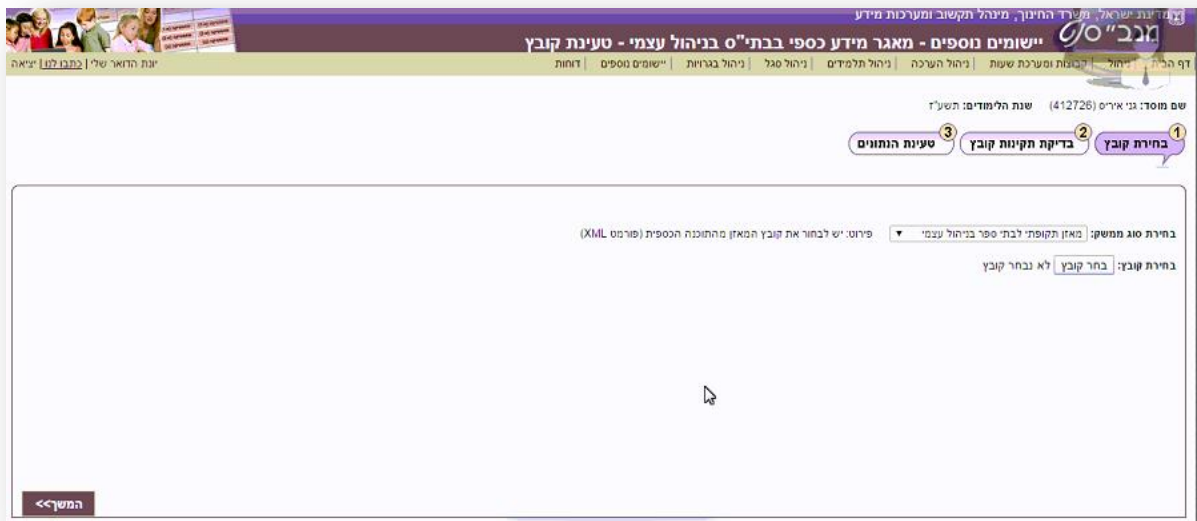 מדינת ישראל, משרד החינוך, מינהל תקשוב ומערכות מידע
מנב"סנט
יישומים נוספים - מאגר מידע כספי בבתי"ס בניהול עצמי - טעינת קובץ
דף הבית | ניהול | קבוצות ומערכת שעות | ניהול הערכה | ניהול תלמידים | ניהול סגל | ניהול בגרויות | יישומים נוספים | דוחות
יונת הדואר שלי | כתבו לנו | יציאה
שם מוסד: גני איריס (412726) שנת הלימודים: תשע"ז
1 בחירת קובץ 2 בדיקת תקינות קובץ 3 טעינת הנתונים
בחירת סוג ממשק: מאזן תקופתי לבתי ספר בניהול עצמי פירוט: יש לבחור את קובץ המאזן מהתוכנה הכספית (פורמט XML)
בחירת קובץ: בחר קובץ לא נבחר קובץ
המשך>>